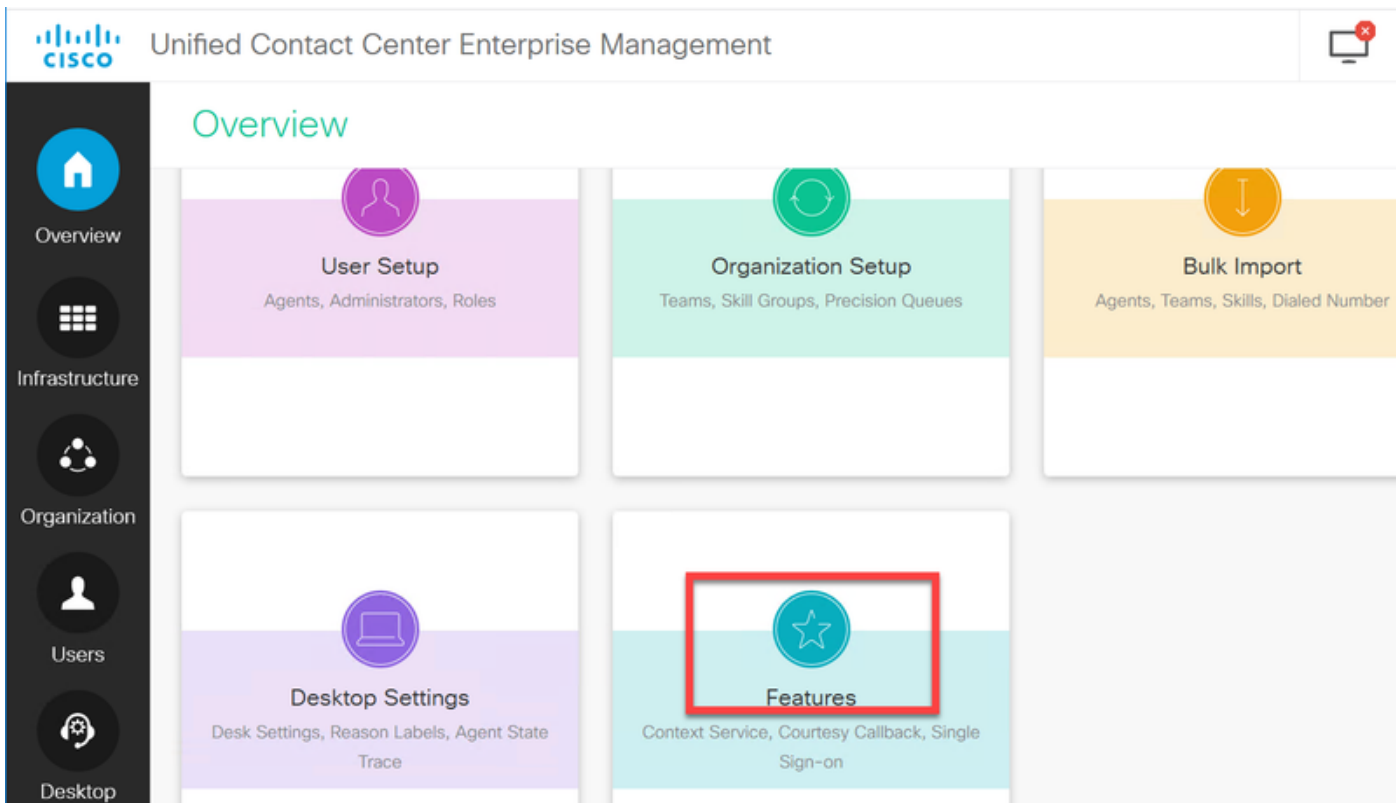 CISCO
Unified Contact Center Enterprise Management
Overview
Overview
Infrastructure
Organization
Users
Desktop
User Setup
Agents, Administrators, Roles
Organization Setup
Teams, Skill Groups, Precision Queues
Bulk Import
Agents, Teams, Skills, Dialed Number
Desktop Settings
Desk Settings, Reason Labels, Agent State
Trace
Features
Context Service, Courtesy Callback, Single
Sign-on